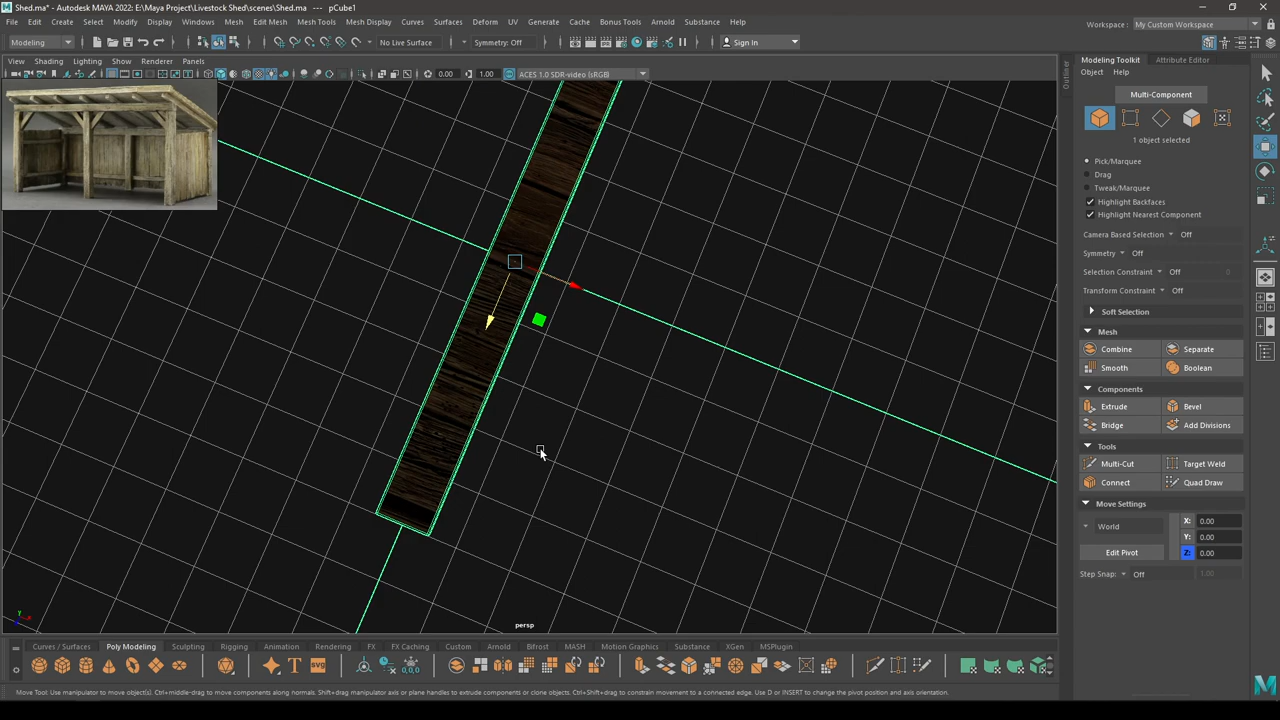 Shed.ma* - Autodesk MAYA 2022: E:\Maya Project\Livestock Shed\scenes\Shed.ma --- pCube1
File Edit Create Select Modify Display Windows Mesh Edit Mesh Mesh Tools Mesh Display Curves Surfaces Deform UV Generate Cache Bonus Tools Arnold Substance Help
Workspace: My Custom Workspace
Modeling No Live Surface Symmetry: Off Sign In
View Shading Lighting Show Renderer Panels
Modeling Toolkit Attribute Editor
0.00 1.00 ACES 1.0 SDR-video (sRGB)
Object Help
Outliner
Multi-Component
1 object selected
Pick/Marquee
Drag
Tweak/Marquee
Highlight Backfaces
Highlight Nearest Component
Camera Based Selection Off
Symmetry Off
Selection Constraint Off 0
Transform Constraint Off
Soft Selection
Mesh
Combine Separate
Smooth Boolean
Components
Extrude Bevel
Bridge Add Divisions
Tools
Multi-Cut Target Weld
Connect Quad Draw
Move Settings
X: 0.00
World
Y: 0.00
Edit Pivot Z: 0.00
Step Snap: Off 1.00
y
x
persp
Curves / Surfaces Poly Modeling Sculpting Rigging Animation Rendering FX FX Caching Custom Arnold Bifrost MASH Motion Graphics Substance XGen MSPlugin
T SVG
0,0,0
Move Tool: Use manipulator to move object(s). Ctrl+middle-drag to move components along normals. Shift+drag manipulator axis or plane handles to extrude components or clone objects. Ctrl+Shift+drag to constrain movement to a connected edge. Use D or INSERT to change the pivot position and axis orientation.